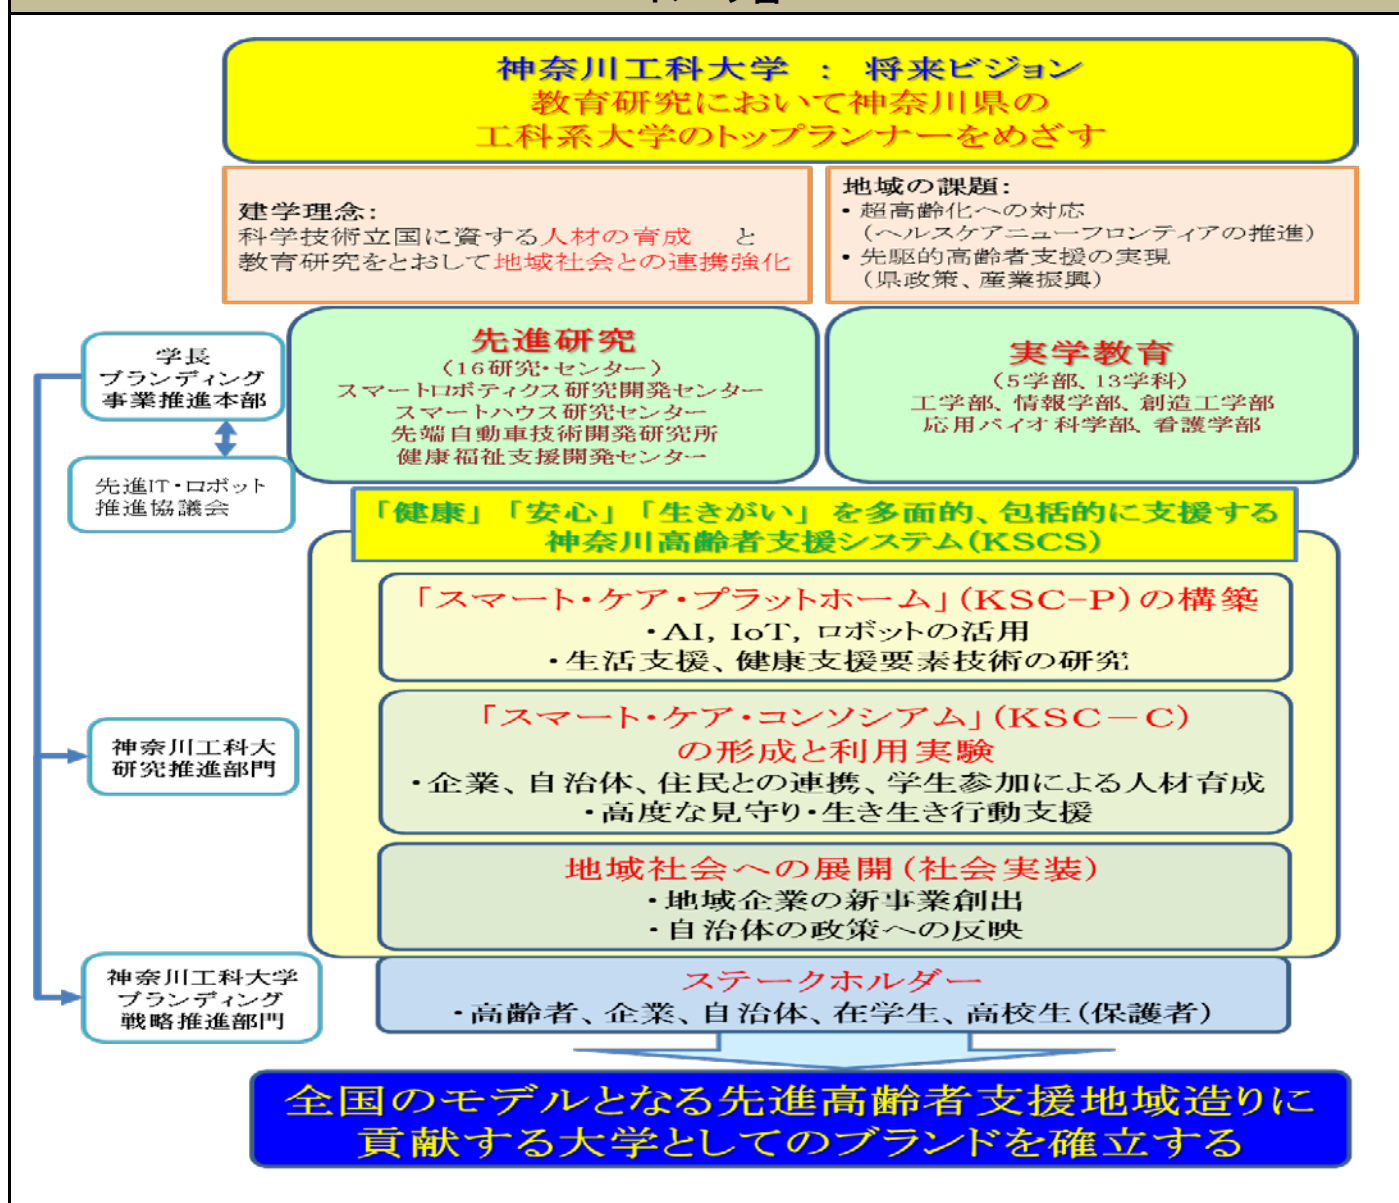 神奈川工科大学 : 将来ビジョン
教育研究において神奈川県の
工科系大学のトップランナーをめざす
建学理念:
科学技術立国に資する人材の育成 と
教育研究をとおして地域社会との連携強化
地域の課題:
・超高齢化への対応
(ヘルスケアニューフロンティアの推進)
・先駆的高齢者支援の実現
(県政策、産業振興)
学長
ブランディング
事業推進本部
先進IT・ロボット
推進協議会
先進研究
(16研究・センター)
スマートロボティクス研究開発センター
スマートハウス研究センター
先端自動車技術開発研究所
健康福祉支援開発センター
実学教育
(5学部、13学科)
工学部、情報学部、創造工学部
応用バイオ科学部、看護学部
「健康」「安心」「生きがい」を多面的、包括的に支援する
神奈川高齢者支援システム(KSCS)
「スマート・ケア・プラットホーム」(KSC-P)の構築
・AI, IoT, ロボットの活用
・生活支援、健康支援要素技術の研究
「スマート・ケア・コンソシアム」(KSC-C)
の形成と利用実験
・企業、自治体、住民との連携、学生参加による人材育成
・高度な見守り・生き生き行動支援
神奈川工科大
研究推進部門
地域社会への展開(社会実装)
・地域企業の新事業創出
・自治体の政策への反映
神奈川工科大学
ブランディング
戦略推進部門
ステークホルダー
・高齢者、企業、自治体、在学生、高校生(保護者)
全国のモデルとなる先進高齢者支援地域造りに
貢献する大学としてのブランドを確立する